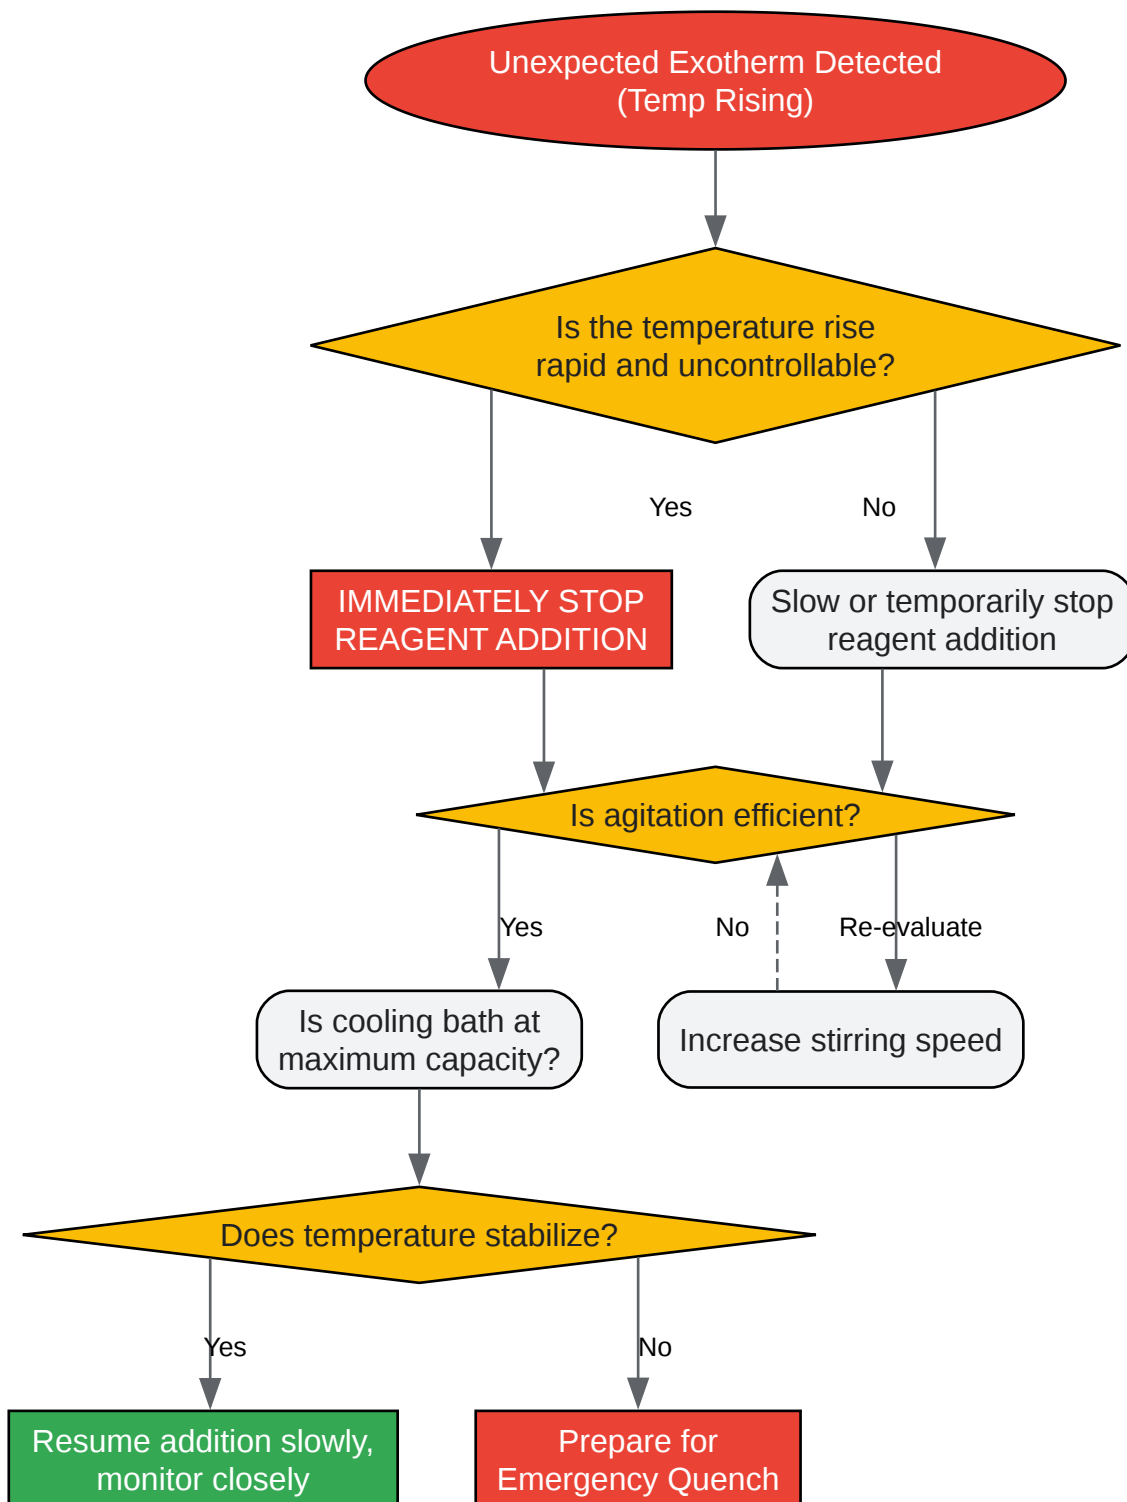 Unexpected Exotherm Detected
(Temp Rising)
Is the temperature rise
rapid and uncontrollable?
Yes
No
IMMEDIATELY STOP
REAGENT ADDITION
Slow or temporarily stop
reagent addition
Is agitation efficient?
Yes
No
Re-evaluate
Is cooling bath at
maximum capacity?
Increase stirring speed
Does temperature stabilize?
Yes
No
Resume addition slowly,
monitor closely
Prepare for
Emergency Quench